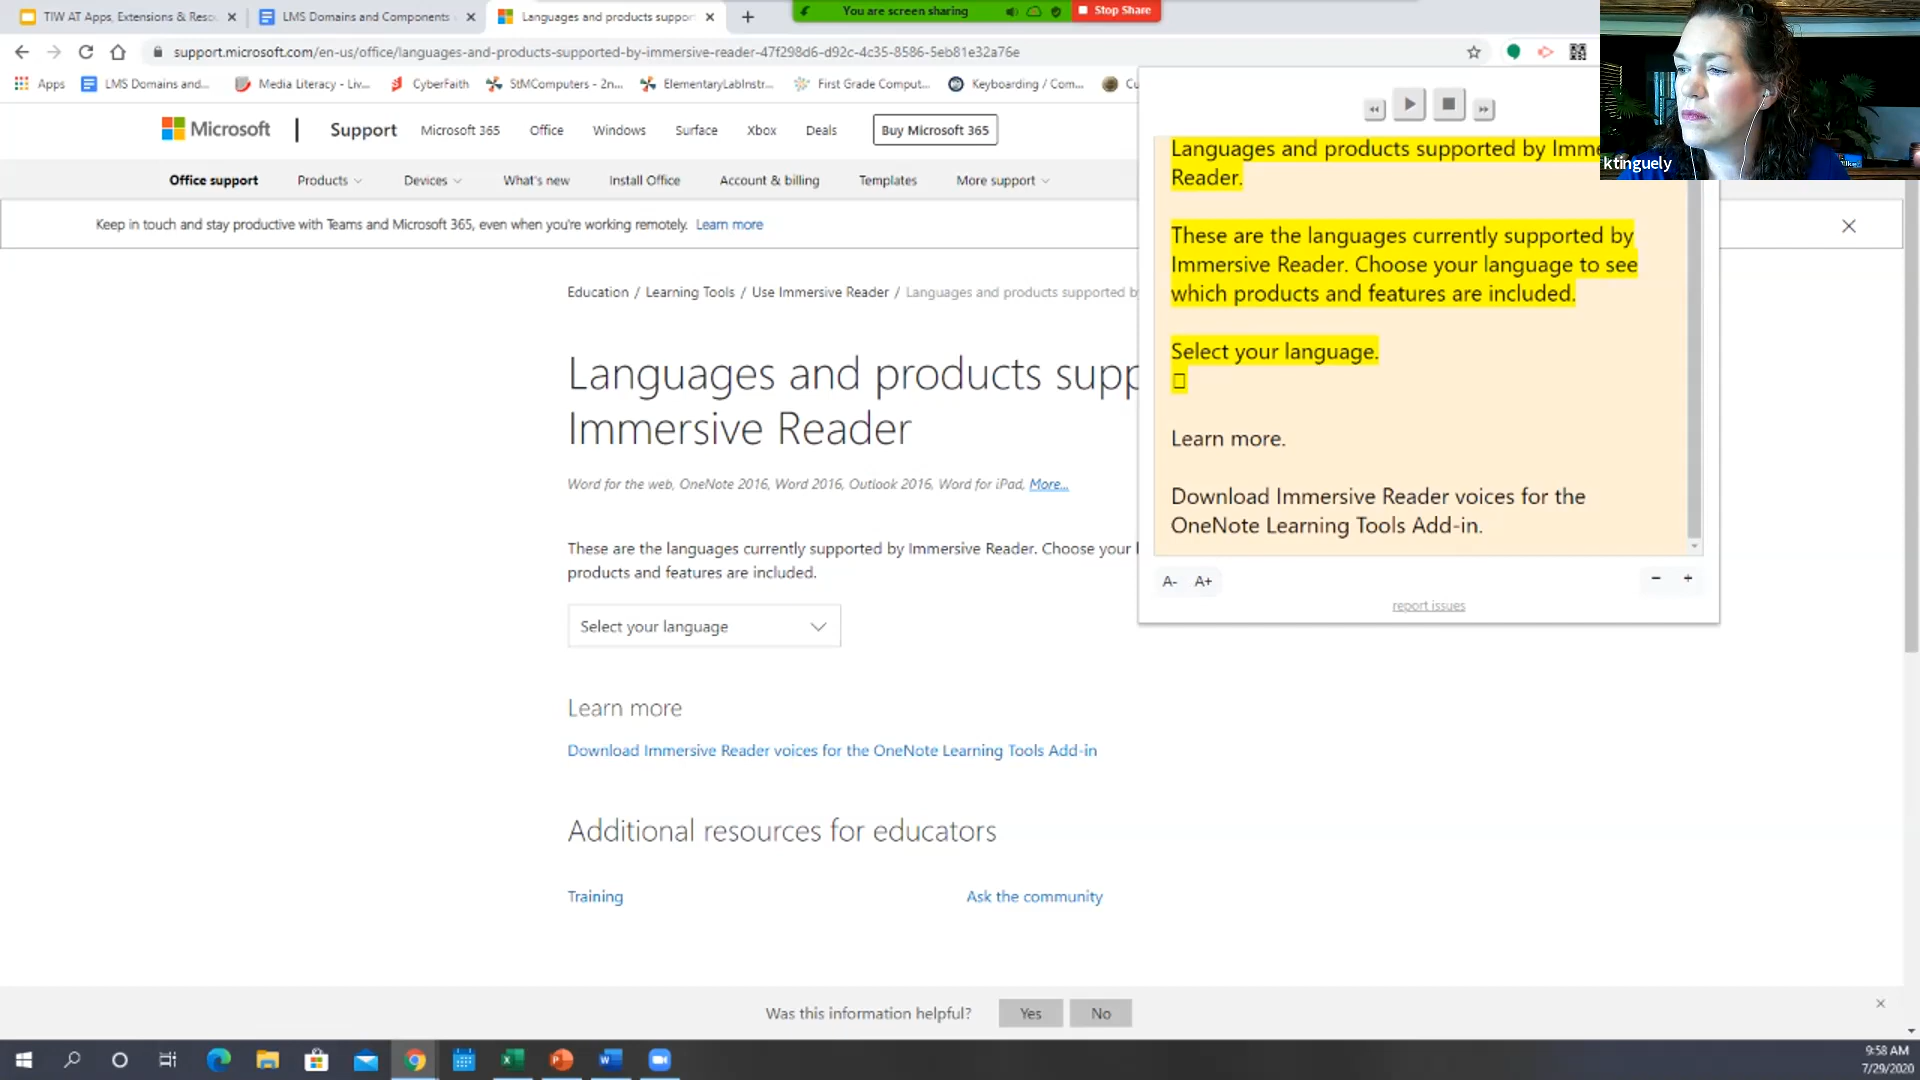 TIW AT Apps, Extensions & Reso
LMS Domains and Components
Languages and products suppor
You are screen sharing
Stop Share
support.microsoft.com/en-us/office/languages-and-products-supported-by-immersive-reader-47f298d6-d92c-4c35-8586-5eb81e32a76e
Apps
LMS Domains and...
Media Literacy - Liv...
CyberFaith
StMComputers - 2n...
ElementaryLabInstr...
First Grade Comput...
Keyboarding / Com...
Cu
Microsoft
Support
Microsoft 365
Office
Windows
Surface
Xbox
Deals
Buy Microsoft 365
Office support
Products
Devices
What's new
Install Office
Account & billing
Templates
More support
Keep in touch and stay productive with Teams and Microsoft 365, even when you're working remotely. Learn more
Education / Learning Tools / Use Immersive Reader / Languages and products supported b
Languages and products supp
Immersive Reader
Word for the web, OneNote 2016, Word 2016, Outlook 2016, Word for iPad, More...
These are the languages currently supported by Immersive Reader. Choose your l
products and features are included.
Select your language
Learn more
Download Immersive Reader voices for the OneNote Learning Tools Add-in
Additional resources for educators
Training
Ask the community
Was this information helpful?
Yes
No
Languages and products supported by Imme
Reader.
These are the languages currently supported by
Immersive Reader. Choose your language to see
which products and features are included.
Select your language.
Learn more.
Download Immersive Reader voices for the
OneNote Learning Tools Add-in.
A- A+
− +
report issues
ktinguely
9:58 AM
7/29/2020